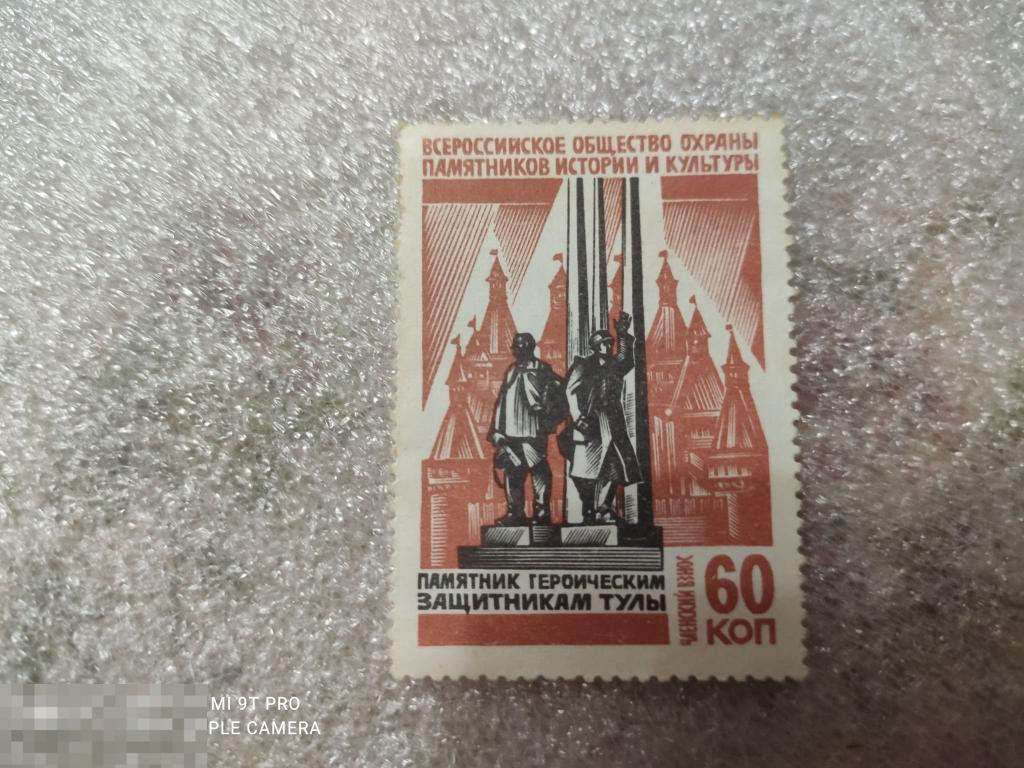 ВСЕРОССИЙСКОЕ ОБЩЕСТВО ОХРАНЫ
ПАМЯТНИКОВ ИСТОРИИ И КУЛЬТУРЫ
ПАМЯТНИК ГЕРОИЧЕСКИМ
ЗАЩИТНИКАМ ТУЛЫ
ЧЛЕНСКИЙ ВЗНОС
60
КОП
MI 9T PRO
PLE CAMERA